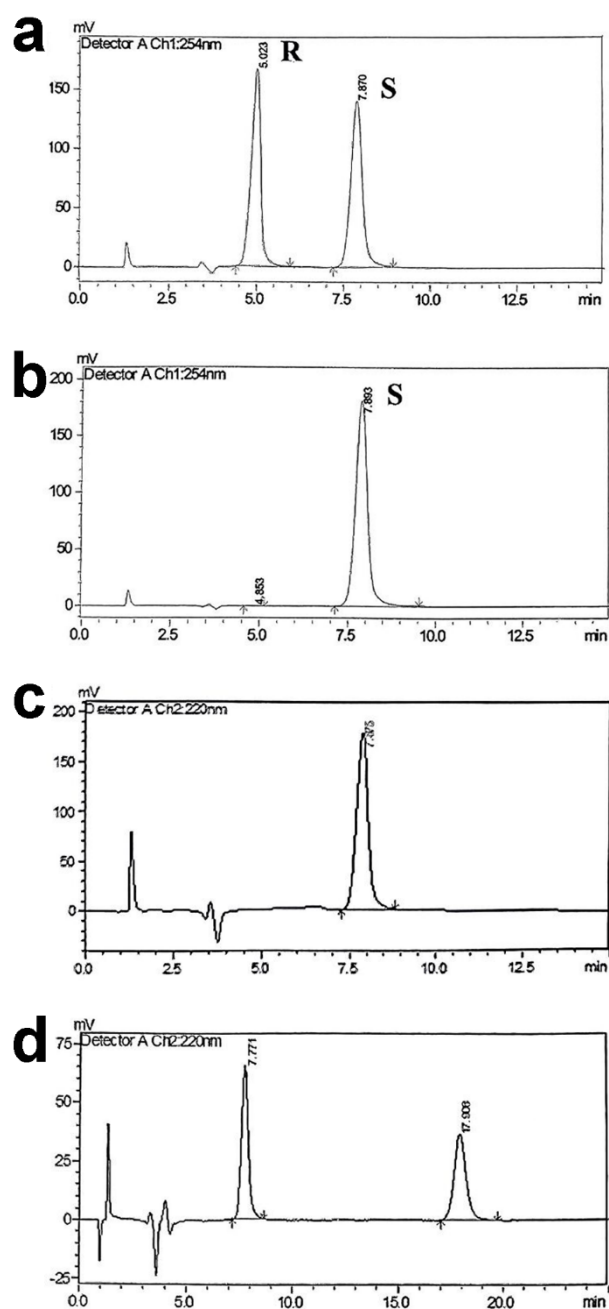 a
mV
Detector A Ch1:254nm
5.023
R
7.870
S
150
100
50
0
0.0 2.5 5.0 7.5 10.0 12.5 min
b
mV
Detector A Ch1:254nm
7.893
S
4.853
200
150
100
50
0
0.0 2.5 5.0 7.5 10.0 12.5 min
c
mV
Detector A Ch2:220nm
7.875
200
150
100
50
0
0.0 2.5 5.0 7.5 10.0 12.5 min
d
mV
Detector A Ch2:220nm
7.771
17.908
75
50
25
0
-25
0.0 5.0 10.0 15.0 20.0 min